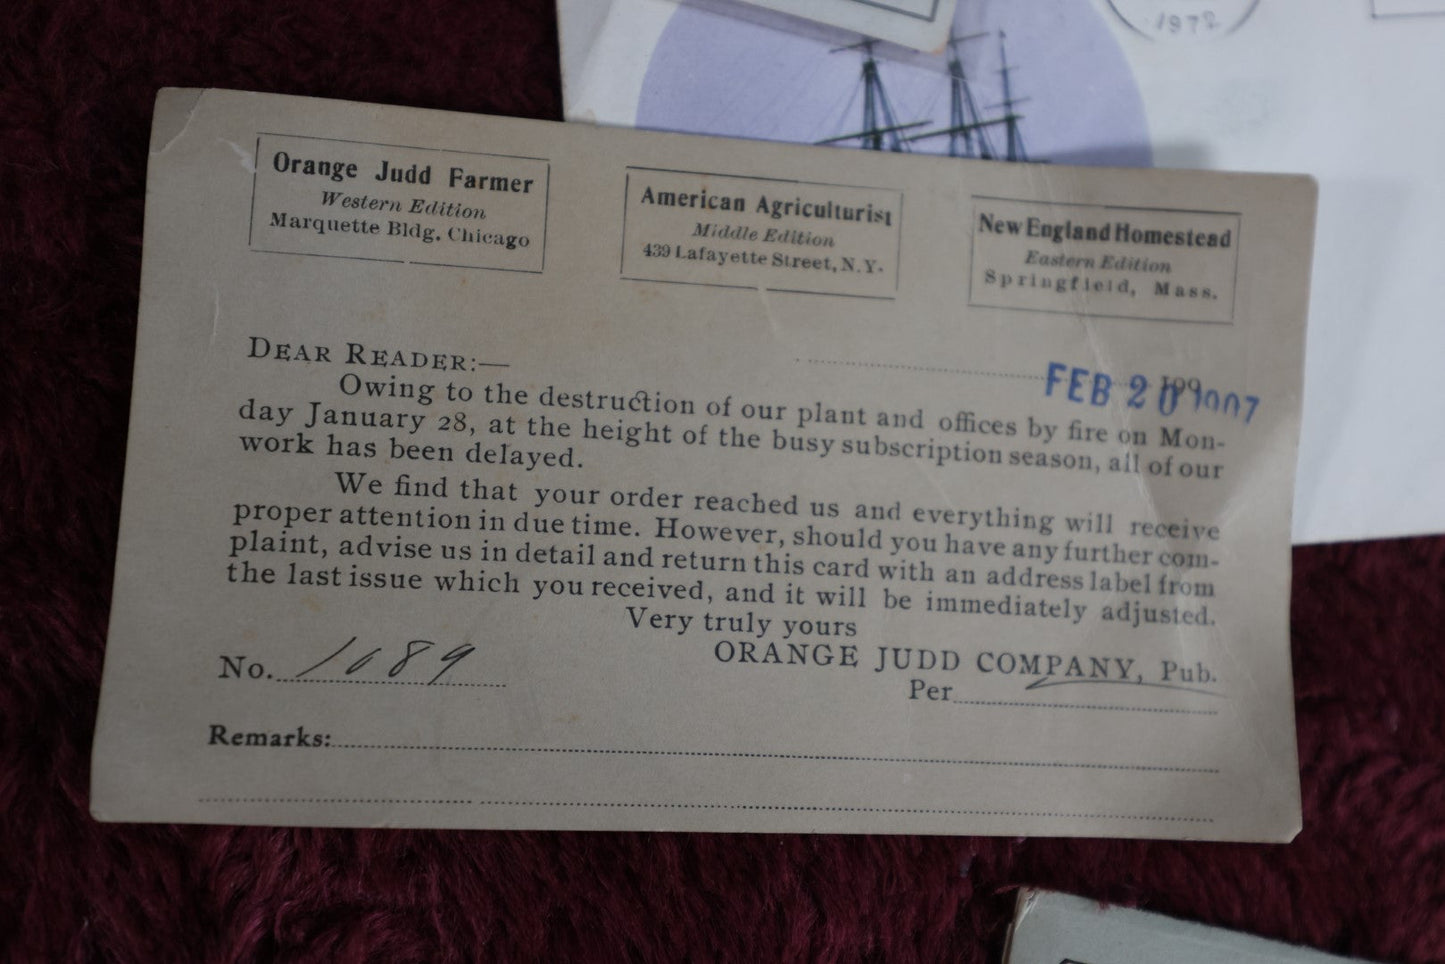 1972
Orange Judd Farmer
Western Edition
Marquette Bldg. Chicago
American Agriculturist
Middle Edition
439 Lafayette Street, N.Y.
New England Homestead
Eastern Edition
Springfield, Mass.
FEB 20 1907
DEAR READER:—
Owing to the destruction of our plant and offices by fire on Mon-
day January 28, at the height of the busy subscription season, all of our
work has been delayed.
We find that your order reached us and everything will receive
proper attention in due time. However, should you have any further com-
plaint, advise us in detail and return this card with an address label from
the last issue which you received, and it will be immediately adjusted.
Very truly yours
ORANGE JUDD COMPANY, Pub.
No. 1089
Per
Remarks: